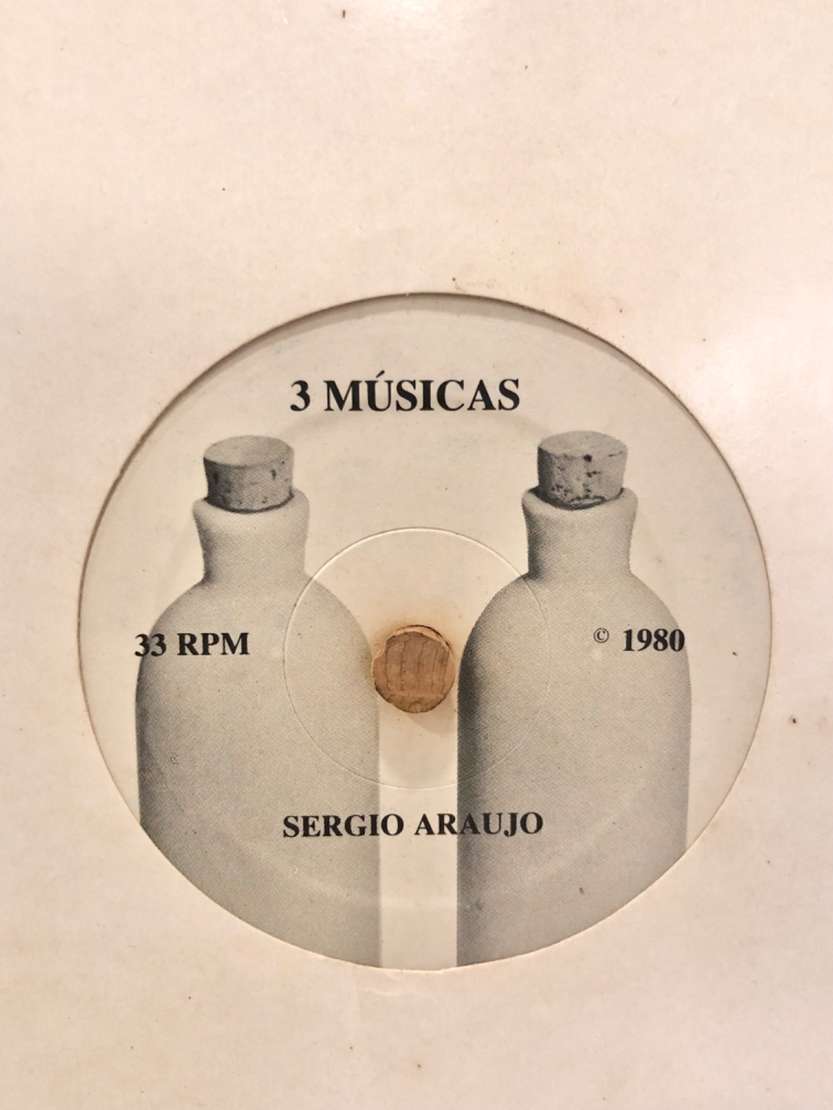 3 MÚSICAS
33 RPM
© 1980
SERGIO ARAUJO